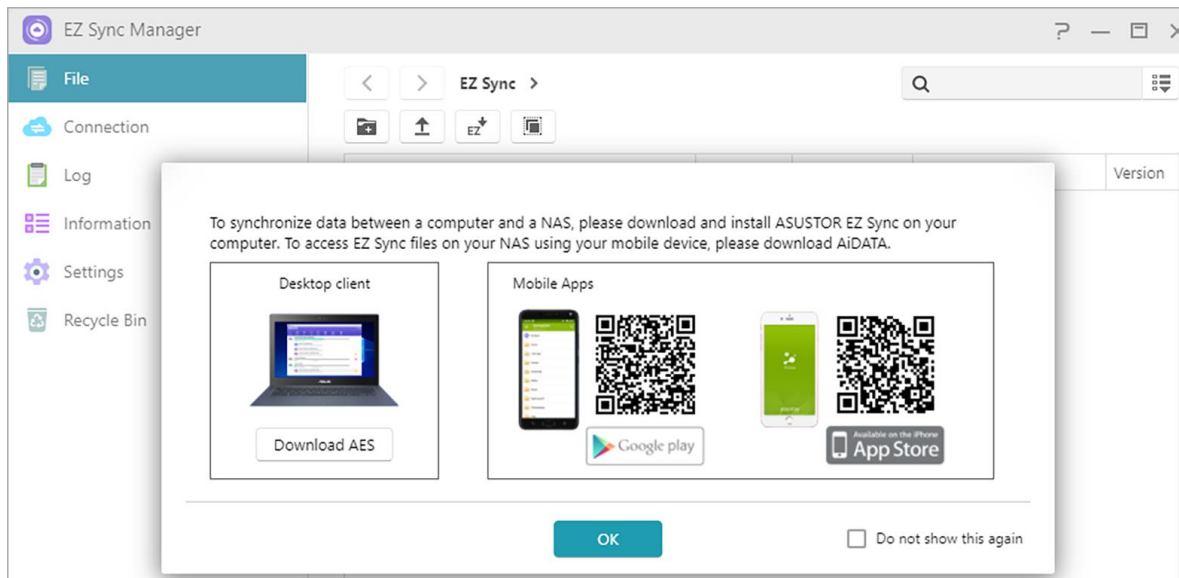 EZ Sync Manager
File
EZ Sync >
Connection
EZ
Log
Version
Information
Settings
Recycle Bin
To synchronize data between a computer and a NAS, please download and install ASUSTOR EZ Sync on your
computer. To access EZ Sync files on your NAS using your mobile device, please download AiDATA.
Desktop client
Download AES
Mobile Apps
Google play
Available on the iPhone
App Store
OK
Do not show this again